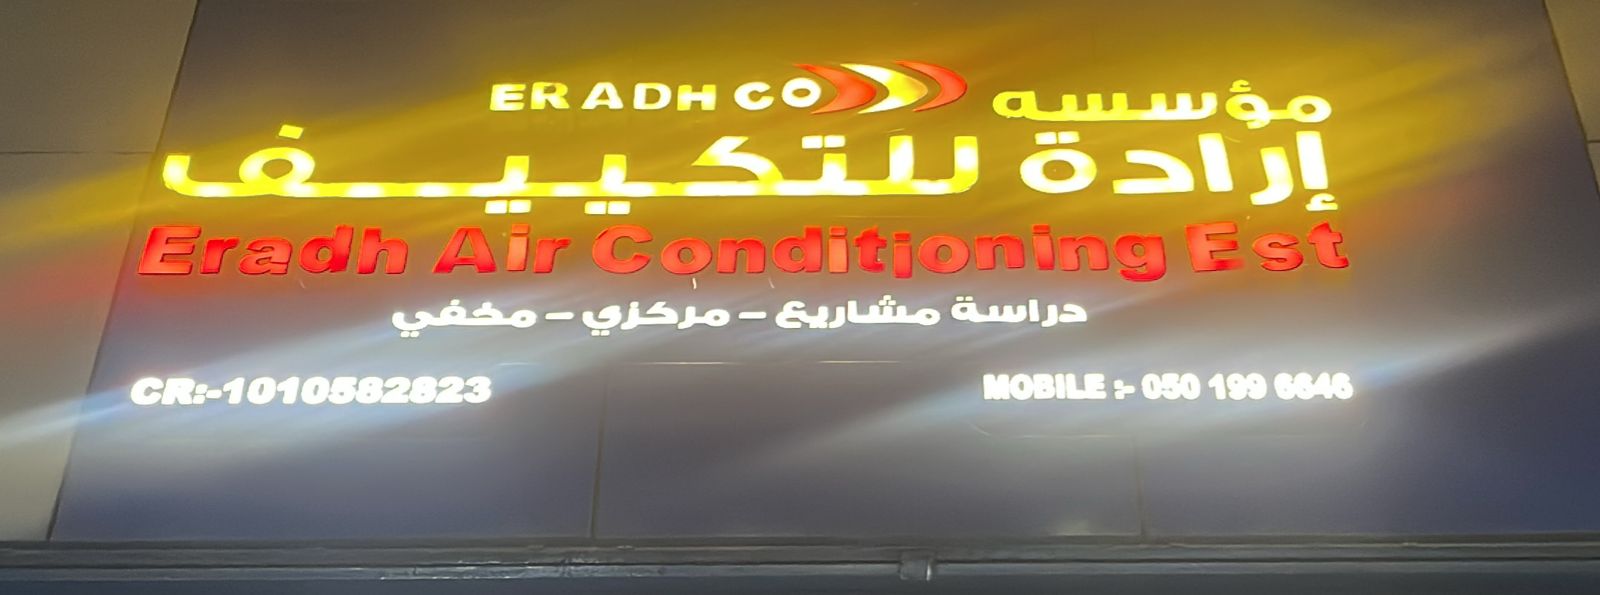 ERADH CO
مؤسسه
إرادة للتكييف
Eradh Air Conditioning Est
دراسة مشاريع – مركزي – مخفي
CR:-1010582823
MOBILE :- 050 199 6646